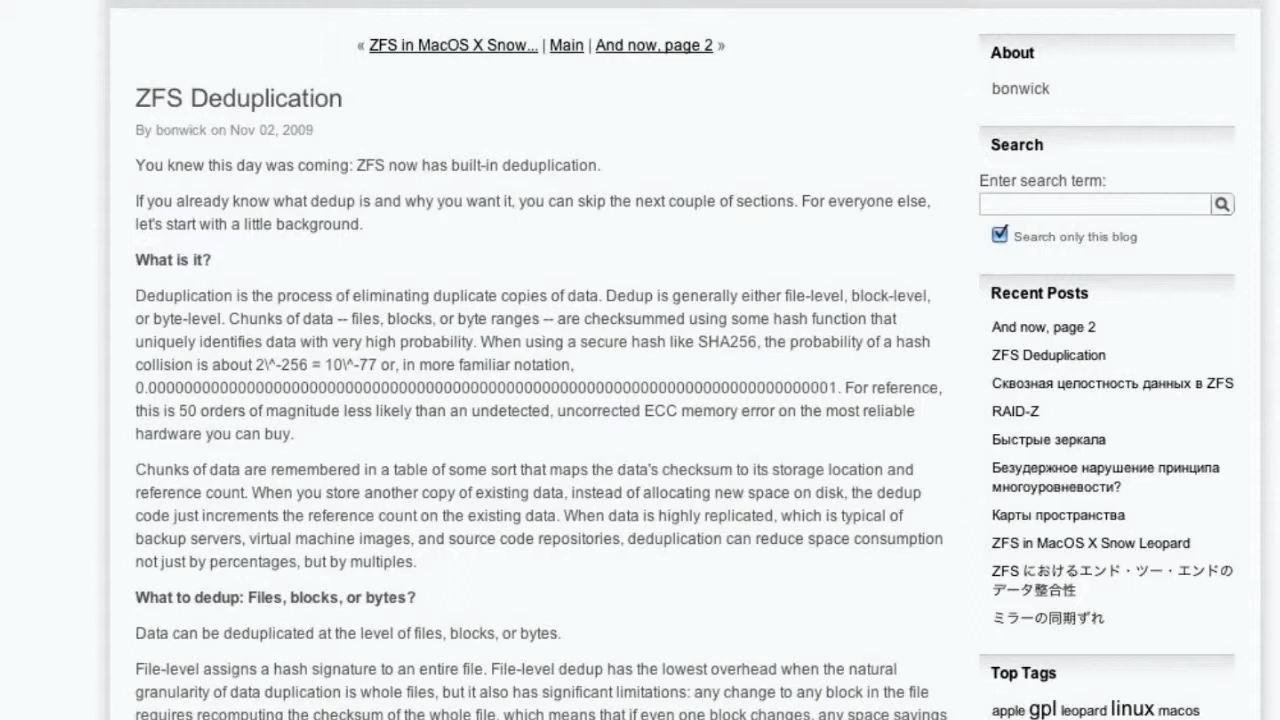 « ZFS in MacOS X Snow... | Main | And now, page 2 »
ZFS Deduplication
By bonwick on Nov 02, 2009
You knew this day was coming: ZFS now has built-in deduplication.
If you already know what dedup is and why you want it, you can skip the next couple of sections. For everyone else,
let's start with a little background.
What is it?
Deduplication is the process of eliminating duplicate copies of data. Dedup is generally either file-level, block-level,
or byte-level. Chunks of data -- files, blocks, or byte ranges -- are checksummed using some hash function that
uniquely identifies data with very high probability. When using a secure hash like SHA256, the probability of a hash
collision is about 2\^-256 = 10\^-77 or, in more familiar notation,
0.00000000000000000000000000000000000000000000000000000000000000000000000000001. For reference,
this is 50 orders of magnitude less likely than an undetected, uncorrected ECC memory error on the most reliable
hardware you can buy.
Chunks of data are remembered in a table of some sort that maps the data's checksum to its storage location and
reference count. When you store another copy of existing data, instead of allocating new space on disk, the dedup
code just increments the reference count on the existing data. When data is highly replicated, which is typical of
backup servers, virtual machine images, and source code repositories, deduplication can reduce space consumption
not just by percentages, but by multiples.
What to dedup: Files, blocks, or bytes?
Data can be deduplicated at the level of files, blocks, or bytes.
File-level assigns a hash signature to an entire file. File-level dedup has the lowest overhead when the natural
granularity of data duplication is whole files, but it also has significant limitations: any change to any block in the file
requires recomputing the checksum of the whole file, which means that if even one block changes, any space savings
About
bonwick
Search
Enter search term:
Search only this blog
Recent Posts
And now, page 2
ZFS Deduplication
Сквозная целостность данных в ZFS
RAID-Z
Быстрые зеркала
Безудержное нарушение принципа
многоуровневости?
Карты пространства
ZFS in MacOS X Snow Leopard
ZFS におけるエンド・ツー・エンドの
データ整合性
ミラーの同期ずれ
Top Tags
apple gpl leopard linux macos